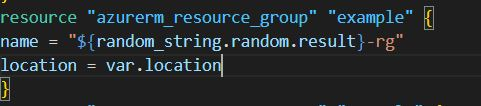 resource "azurerm_resource_group" "example" {
name = "${random_string.random.result}-rg"
location = var.location
}